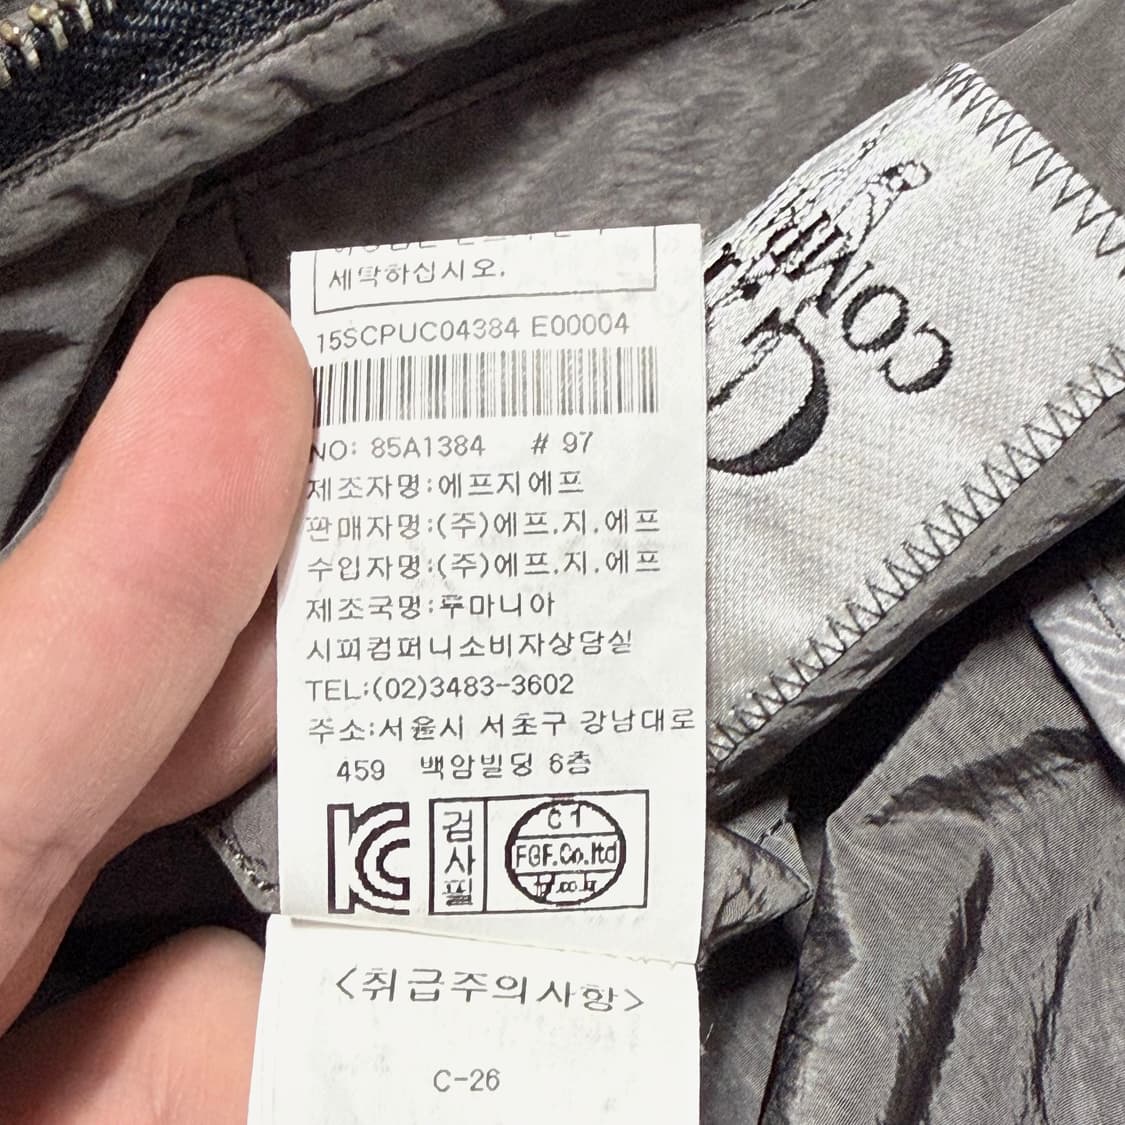 세탁하십시오.
15SCPUC04384 E00004
NO: 85A1384 # 97
제조자명:에프지에프
판매자명:(주)에프.지.에프
수입자명:(주)에프.지.에프
제조국명:루마니아
시피컴퍼니소비자상담실
TEL:(02)3483-3602
주소:서울시 서초구 강남대로
459 백암빌딩 6층
KC
검사필
C1
FGF.Co.ltd
<취급주의사항>
C-26
COMP